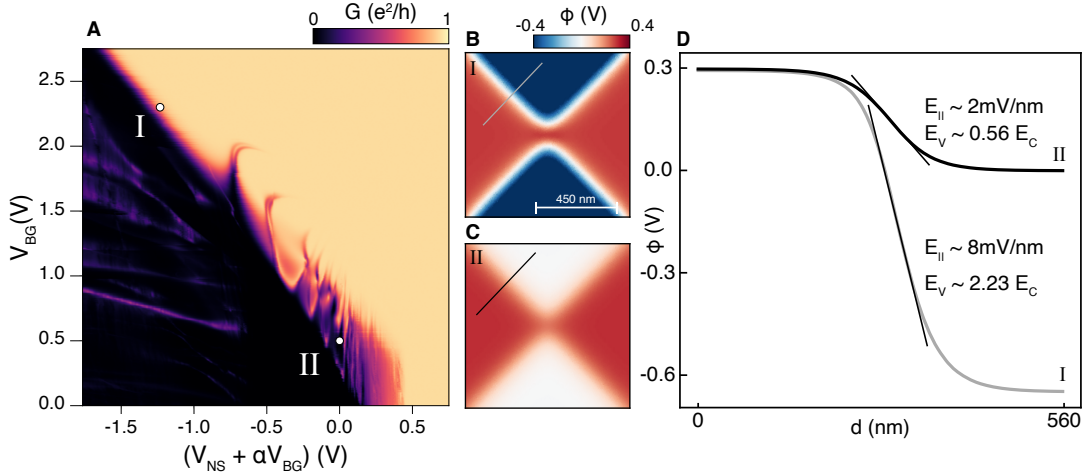 A
G (e²/h)
0
1
V_BG(V)
2.5
2.0
1.5
1.0
0.5
0.0
I
II
-1.5
-1.0
-0.5
0.0
0.5
(V_NS + αV_BG) (V)
B
ϕ (V)
-0.4
0.4
I
450 nm
C
II
D
ϕ (V)
0.3
0.0
-0.3
-0.6
E_|| ~ 2mV/nm
E_V ~ 0.56 E_C
II
E_|| ~ 8mV/nm
E_V ~ 2.23 E_C
I
0
d (nm)
560